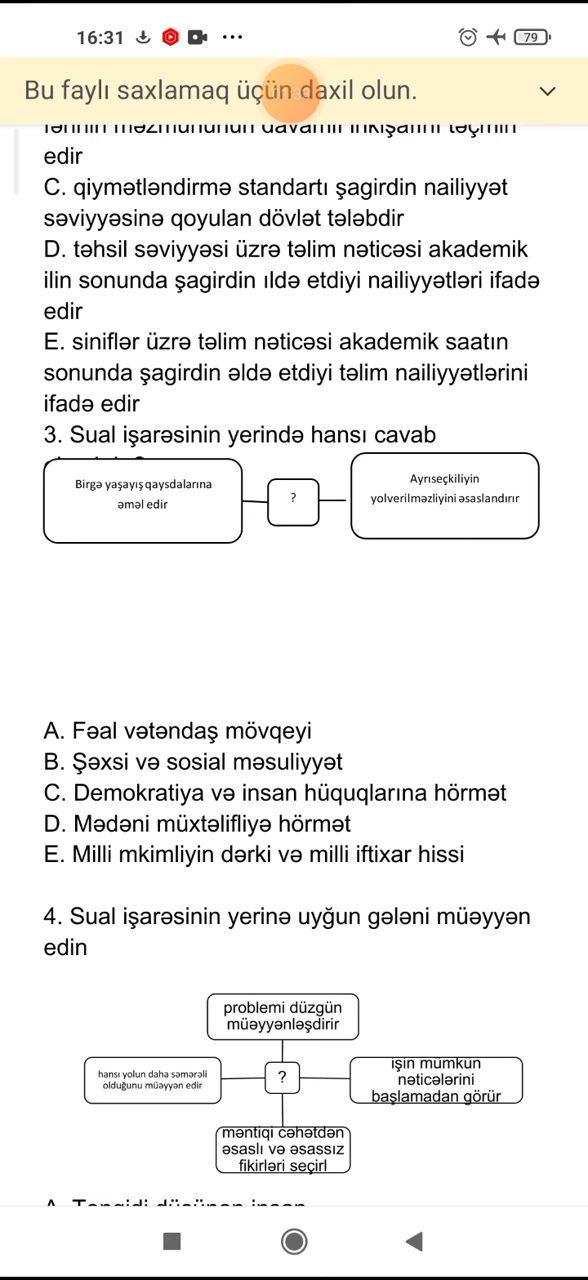 16:31
79
Bu faylı saxlamaq üçün daxil olun.
edir
C. qiymətləndirmə standartı şagirdin nailiyyət
səviyyəsinə qoyulan dövlət tələbdir
D. təhsil səviyyəsi üzrə təlim nəticəsi akademik
ilin sonunda şagirdin ıldə etdiyi nailiyyətləri ifadə
edir
E. siniflər üzrə təlim nəticəsi akademik saatın
sonunda şagirdin əldə etdiyi təlim nailiyyətlərini
ifadə edir
3. Sual işarəsinin yerində hansı cavab
Birgə yaşayış qaysdalarına
əməl edir
?
Ayrıseçkiliyin
yolverilməzliyini əsaslandırır
A. Fəal vətəndaş mövqeyi
B. Şəxsi və sosial məsuliyyət
C. Demokratiya və insan hüquqlarına hörmət
D. Mədəni müxtəlifliyə hörmət
E. Milli mkimliyin dərki və milli iftixar hissi
4. Sual işarəsinin yerinə uyğun gələni müəyyən
edin
problemi düzgün
müəyyənləşdirir
hansı yolun daha səmərəli
olduğunu müəyyən edir
?
işin mümkün
nəticələrini
başlamadan görür
məntiqi cəhətdən
əsaslı və əsassız
fikirləri seçirl